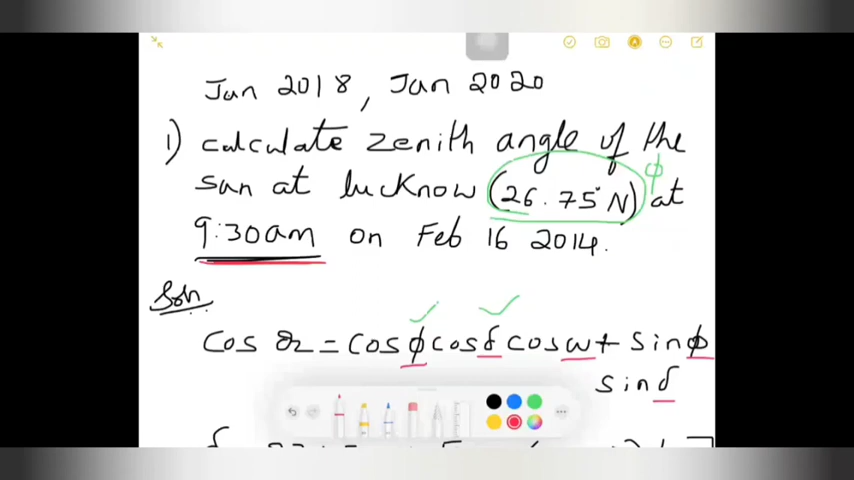 Jan 2018, Jan 2020
1) calculate zenith angle of the
sun at lucknow (26.75°N) at
ϕ
9:30am on Feb 16 2014.
Soln
cos θz = cosϕ cosδ cosω + sinϕ
sinδ